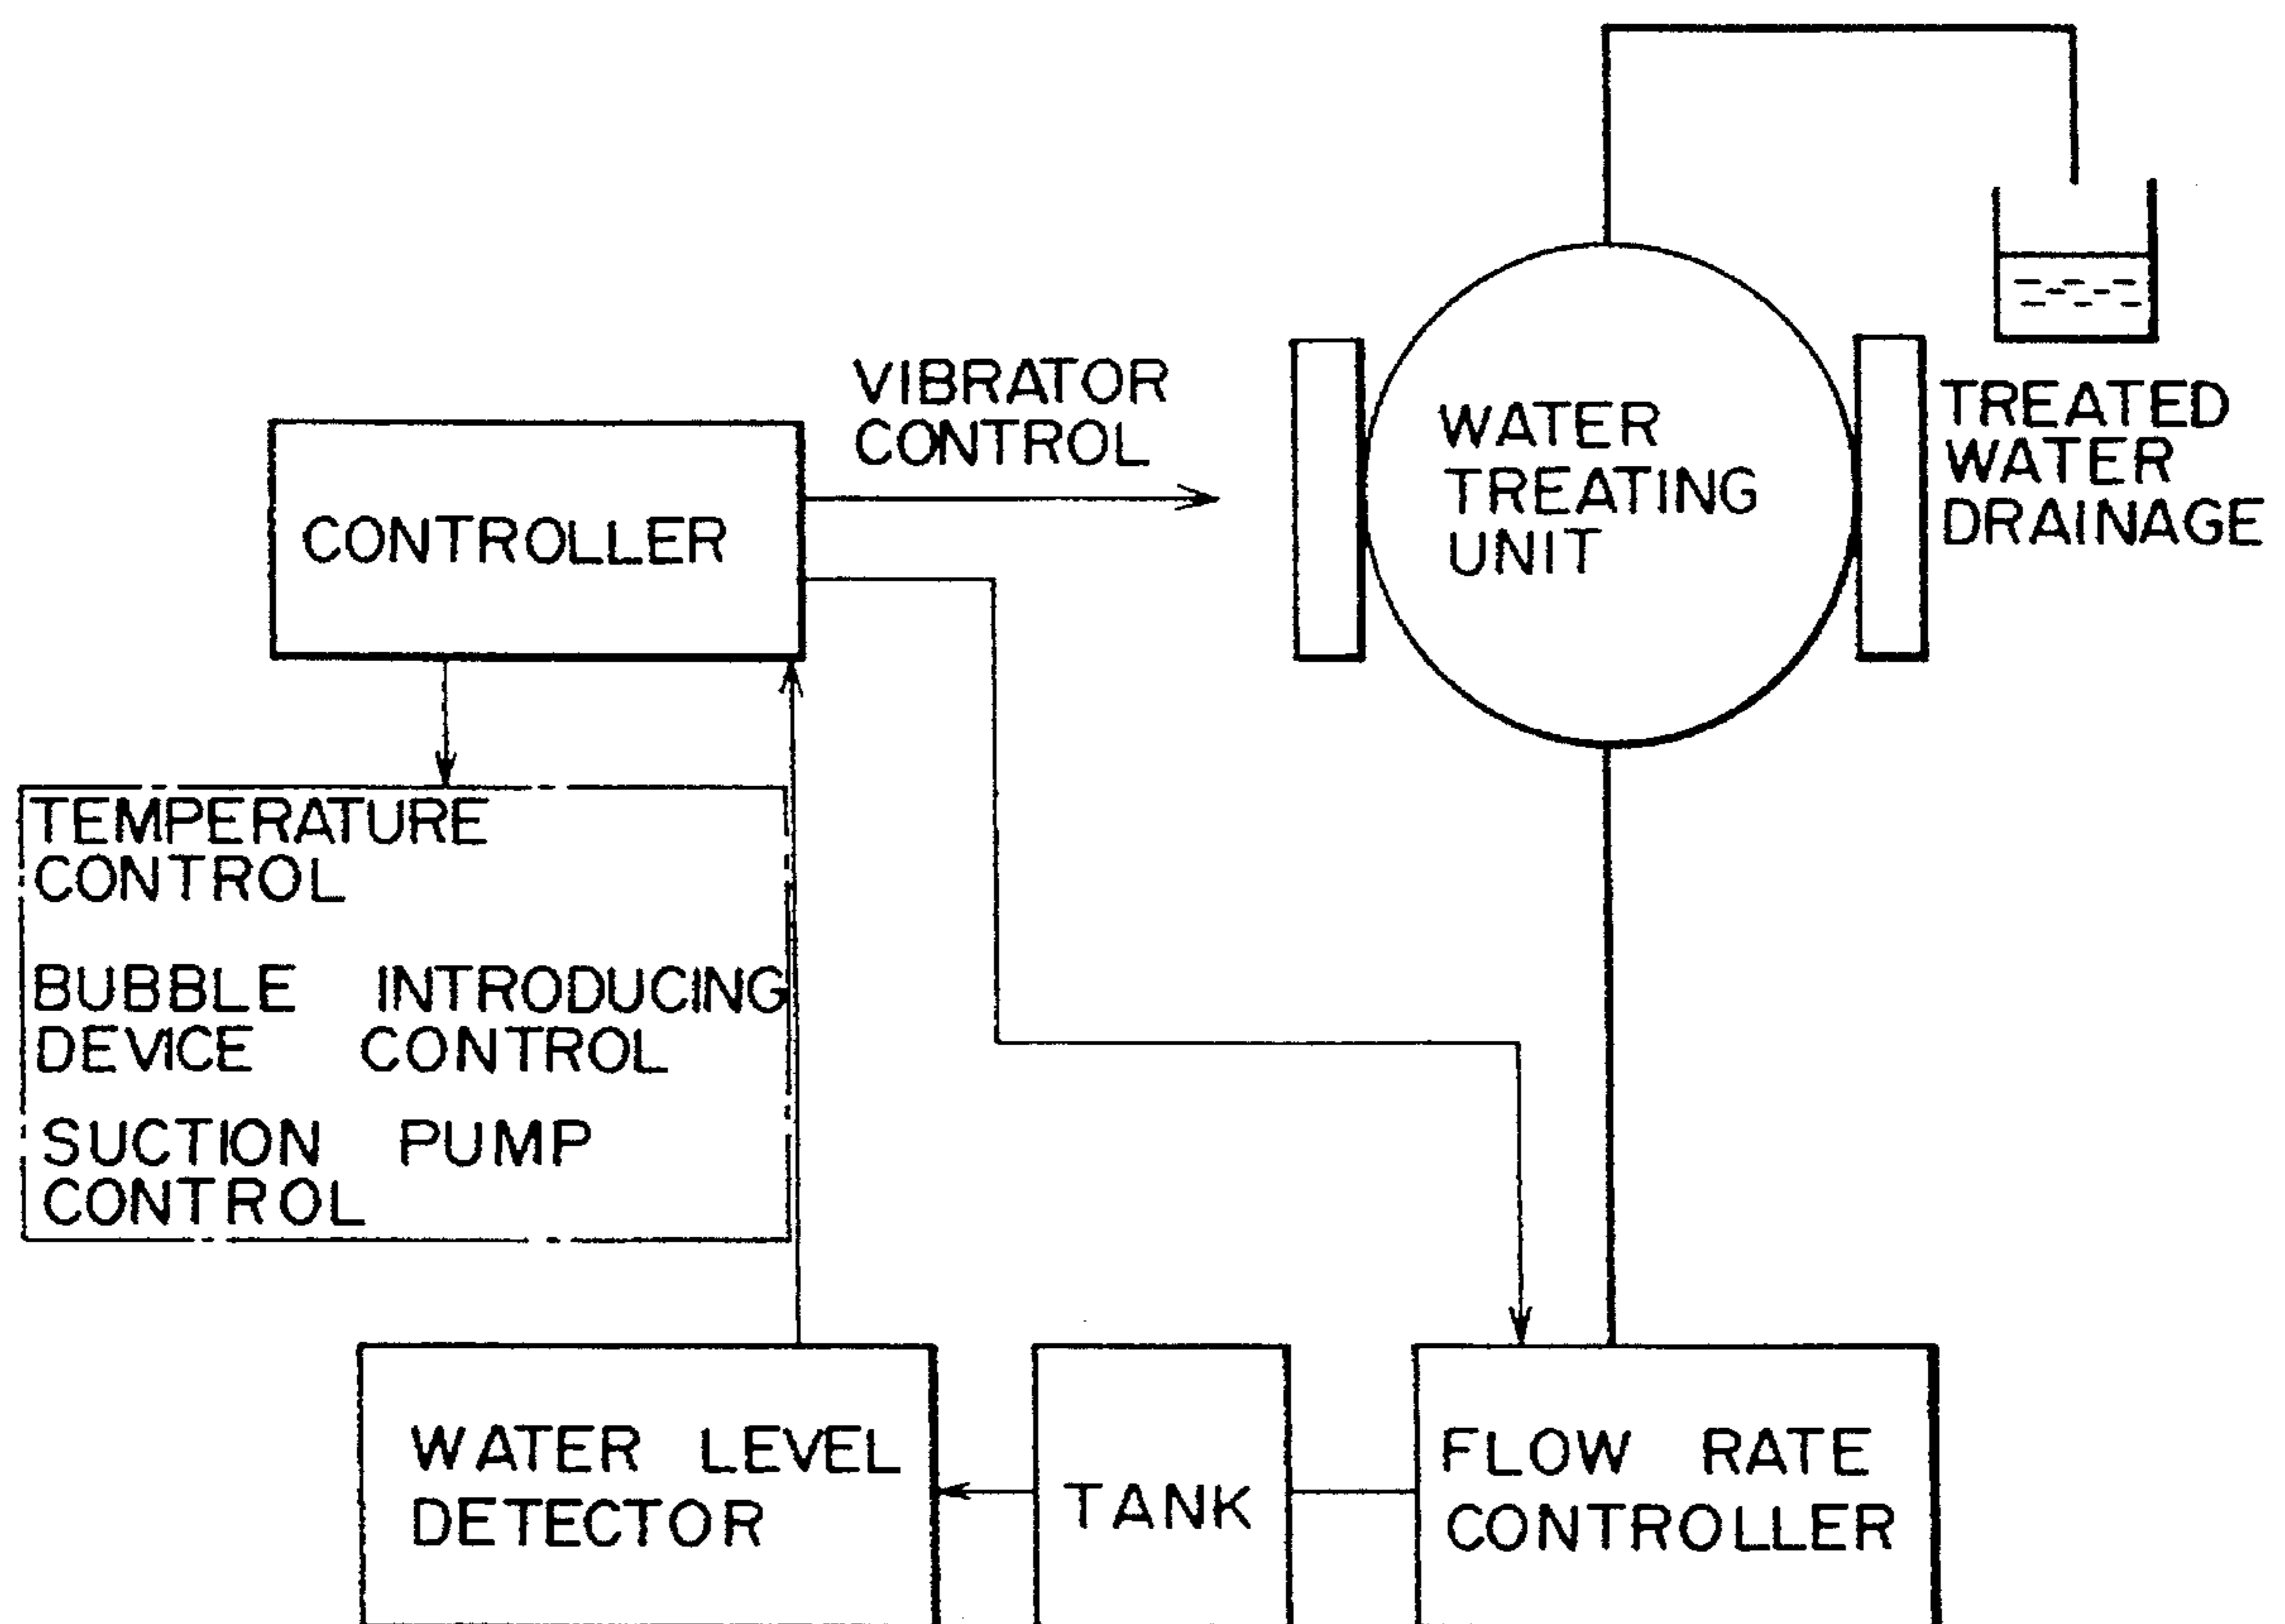 VIBRATOR
CONTROL
CONTROLLER
WATER
TREATING
UNIT
TREATED
WATER
DRAINAGE
TEMPERATURE
CONTROL
BUBBLE INTRODUCING
DEVICE CONTROL
SUCTION PUMP
CONTROL
WATER LEVEL
DETECTOR
TANK
FLOW RATE
CONTROLLER